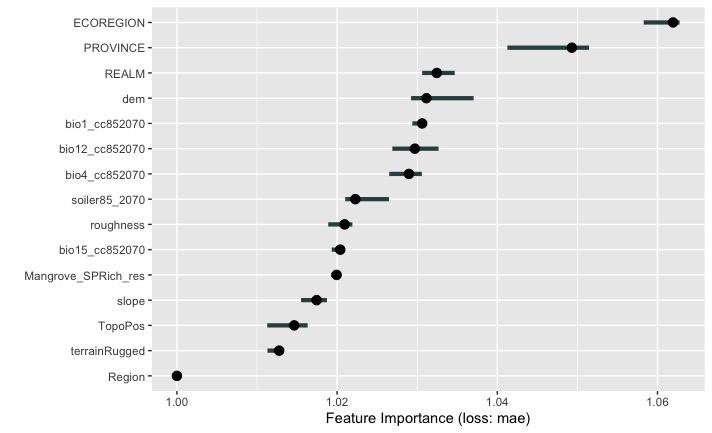 ECOREGION
PROVINCE
REALM
dem
bio1_cc852070
bio12_cc852070
bio4_cc852070
soiler85_2070
roughness
bio15_cc852070
Mangrove_SPRich_res
slope
TopoPos
terrainRugged
Region
1.00 1.02 1.04 1.06
Feature Importance (loss: mae)